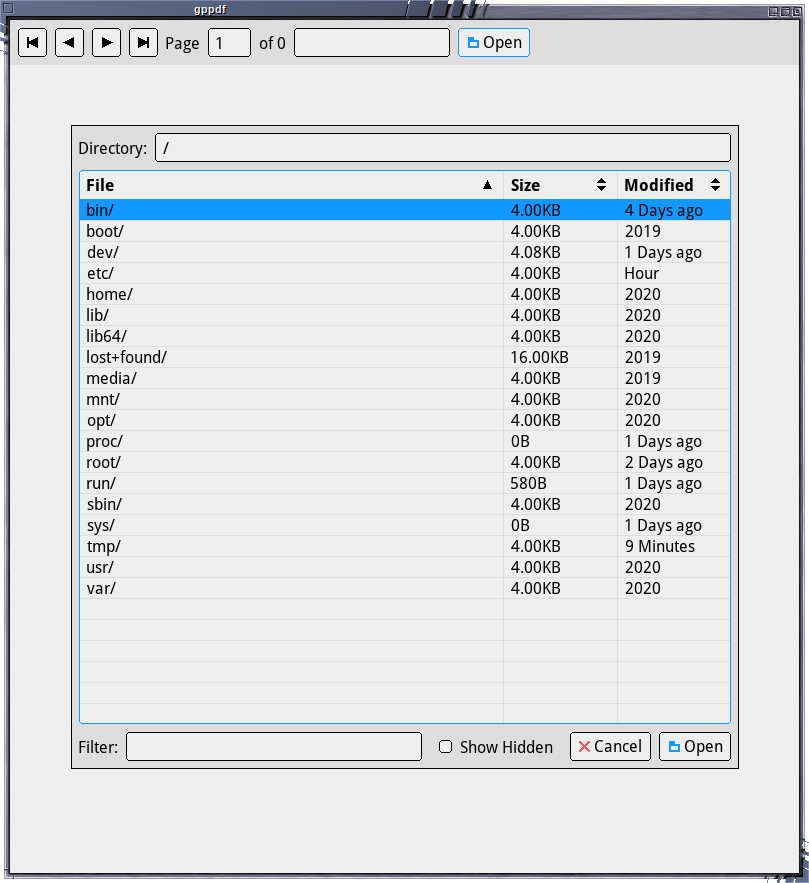 gppdf
Page 1 of 0 Open
Directory: /
File Size Modified
bin/ 4.00KB 4 Days ago
boot/ 4.00KB 2019
dev/ 4.08KB 1 Days ago
etc/ 4.00KB Hour
home/ 4.00KB 2020
lib/ 4.00KB 2020
lib64/ 4.00KB 2020
lost+found/ 16.00KB 2019
media/ 4.00KB 2019
mnt/ 4.00KB 2020
opt/ 4.00KB 2020
proc/ 0B 1 Days ago
root/ 4.00KB 2 Days ago
run/ 580B 1 Days ago
sbin/ 4.00KB 2020
sys/ 0B 1 Days ago
tmp/ 4.00KB 9 Minutes
usr/ 4.00KB 2020
var/ 4.00KB 2020
Filter: Show Hidden Cancel Open